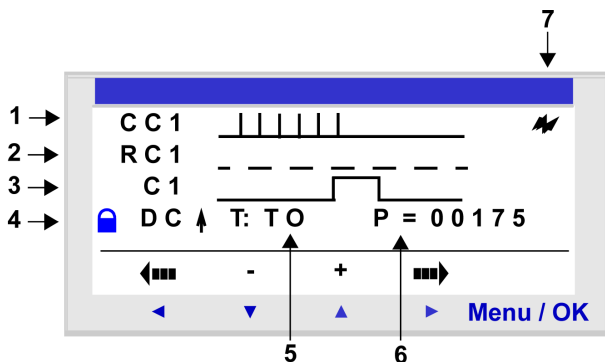 7
1 CC1
2 RC1
3 C1
4 DC T: TO P = 00175
- +
Menu / OK
5 6